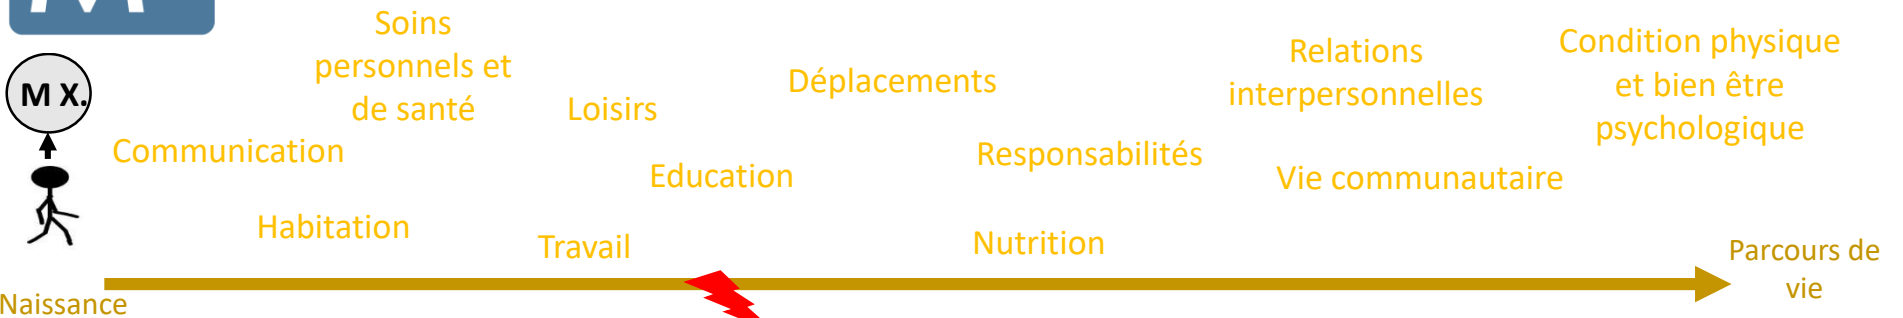 M X.
Soins
personnels et
de santé
Communication
Habitation
Loisirs
Travail
Education
Déplacements
Responsabilités
Nutrition
Relations
interpersonnelles
Vie communautaire
Condition physique
et bien être
psychologique
Naissance
Parcours de
vie